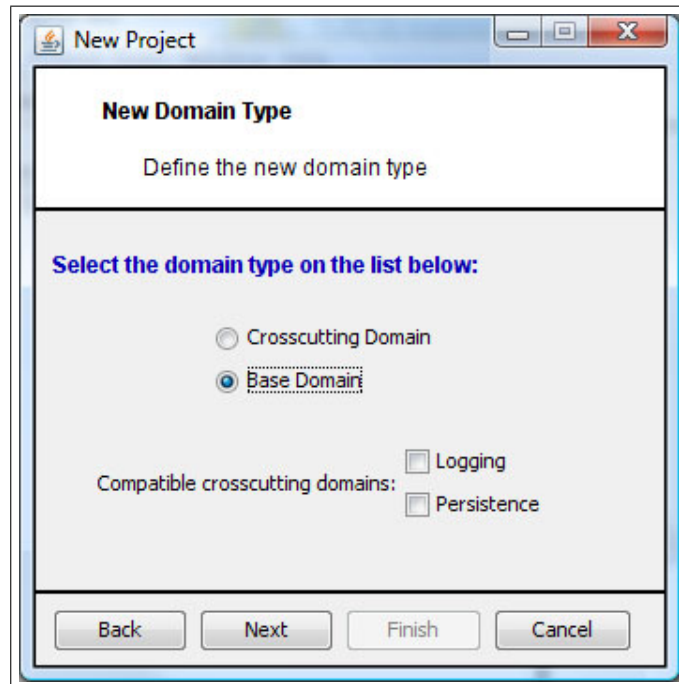 New Project
New Domain Type
Define the new domain type
Select the domain type on the list below:
Crosscutting Domain
Base Domain
Compatible crosscutting domains:
Logging
Persistence
Back Next Finish Cancel